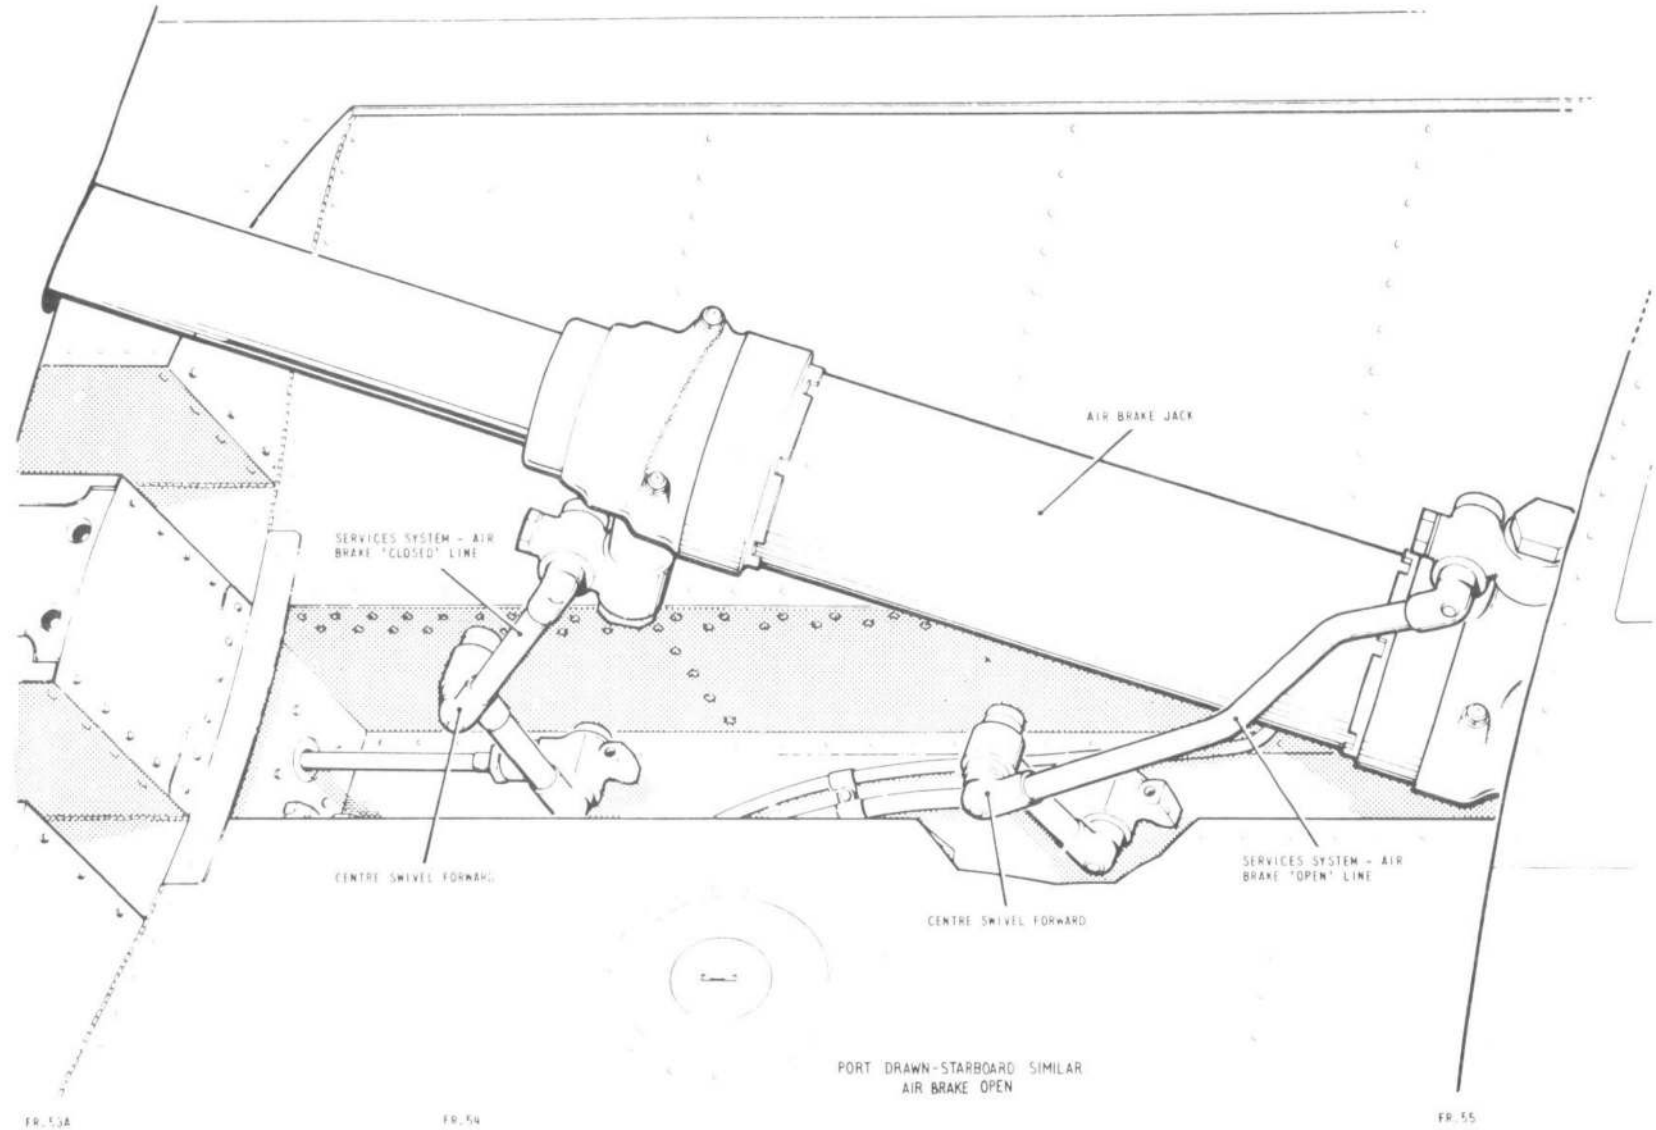 AIR BRAKE JACK
SERVICES SYSTEM - AIR
BRAKE 'CLOSED' LINE
SERVICES SYSTEM - AIR
BRAKE 'OPEN' LINE
CENTRE SWIVEL FORWARD
CENTRE SWIVEL FORWARD
PORT DRAWN-STARBOARD SIMILAR
AIR BRAKE OPEN
FR.53A
FR.54
FR.55